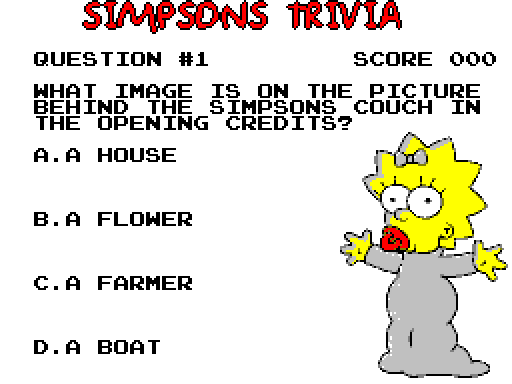 SIMPSONS TRIVIA
QUESTION #1 SCORE 000
WHAT IMAGE IS ON THE PICTURE
BEHIND THE SIMPSONS COUCH IN
THE OPENING CREDITS?
A.A HOUSE
B.A FLOWER
C.A FARMER
D.A BOAT